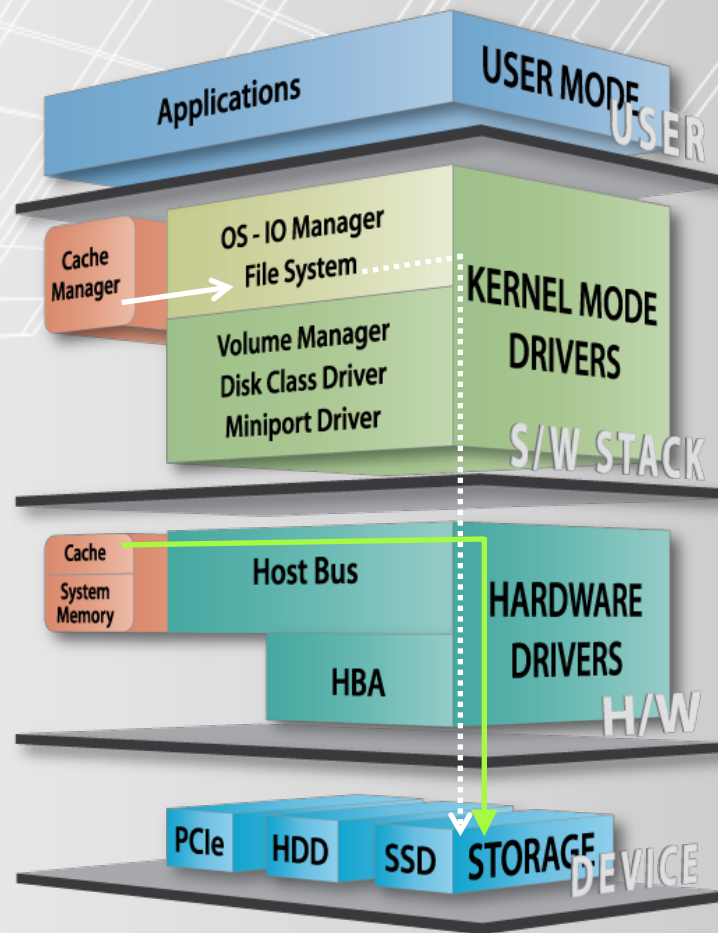 Applications
USER MODE
USER
Cache
Manager
OS - IO Manager
File System
Volume Manager
Disk Class Driver
Miniport Driver
KERNEL MODE
DRIVERS
S/W STACK
Cache
System
Memory
Host Bus
HBA
HARDWARE
DRIVERS
H/W
PCIe
HDD
SSD
STORAGE
DEVICE